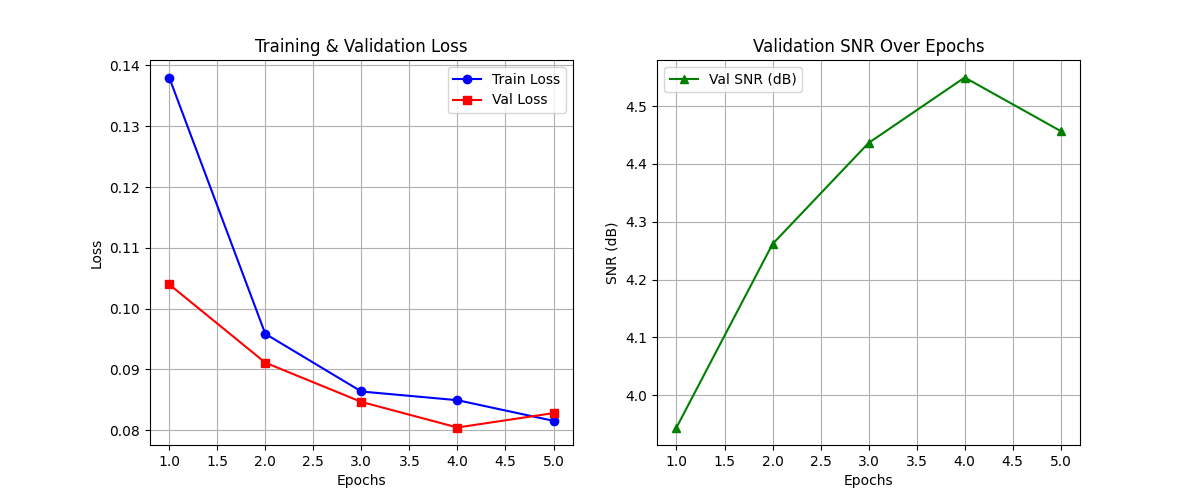 Training & Validation Loss
Train Loss
Val Loss
0.14
0.13
0.12
0.11
0.10
0.09
0.08
Loss
1.0 1.5 2.0 2.5 3.0 3.5 4.0 4.5 5.0
Epochs
Validation SNR Over Epochs
Val SNR (dB)
4.5
4.4
4.3
4.2
4.1
4.0
SNR (dB)
1.0 1.5 2.0 2.5 3.0 3.5 4.0 4.5 5.0
Epochs